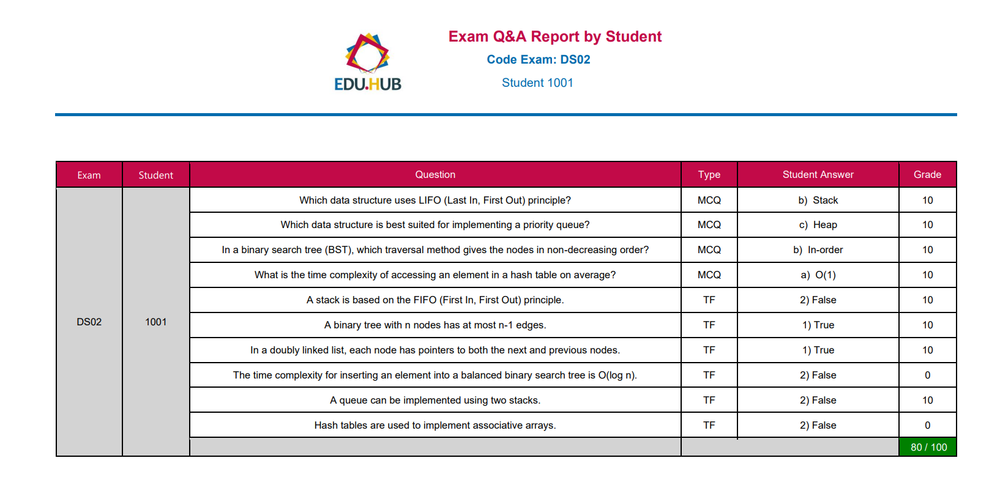 Exam Q&A Report by Student
Code Exam: DS02
Student 1001
EDU.HUB
Exam Student Question Type Student Answer Grade
Which data structure uses LIFO (Last In, First Out) principle? MCQ b) Stack 10
Which data structure is best suited for implementing a priority queue? MCQ c) Heap 10
In a binary search tree (BST), which traversal method gives the nodes in non-decreasing order? MCQ b) In-order 10
What is the time complexity of accessing an element in a hash table on average? MCQ a) O(1) 10
A stack is based on the FIFO (First In, First Out) principle. TF 2) False 10
DS02 1001 A binary tree with n nodes has at most n-1 edges. TF 1) True 10
In a doubly linked list, each node has pointers to both the next and previous nodes. TF 1) True 10
The time complexity for inserting an element into a balanced binary search tree is O(log n). TF 2) False 0
A queue can be implemented using two stacks. TF 2) False 10
Hash tables are used to implement associative arrays. TF 2) False 0
80 / 100